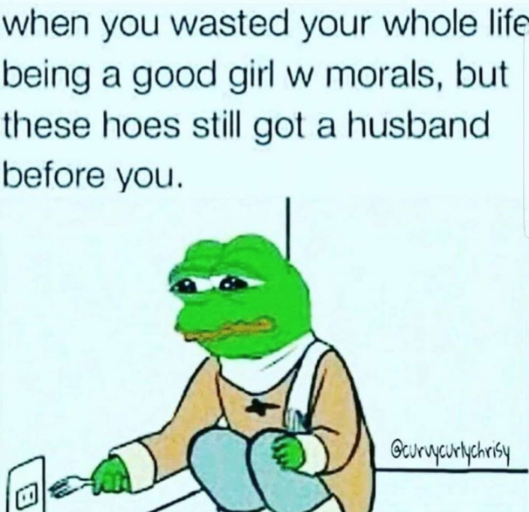 when you wasted your whole life
being a good girl w morals, but
these hoes still got a husband
before you.
@curvycurlychrisy